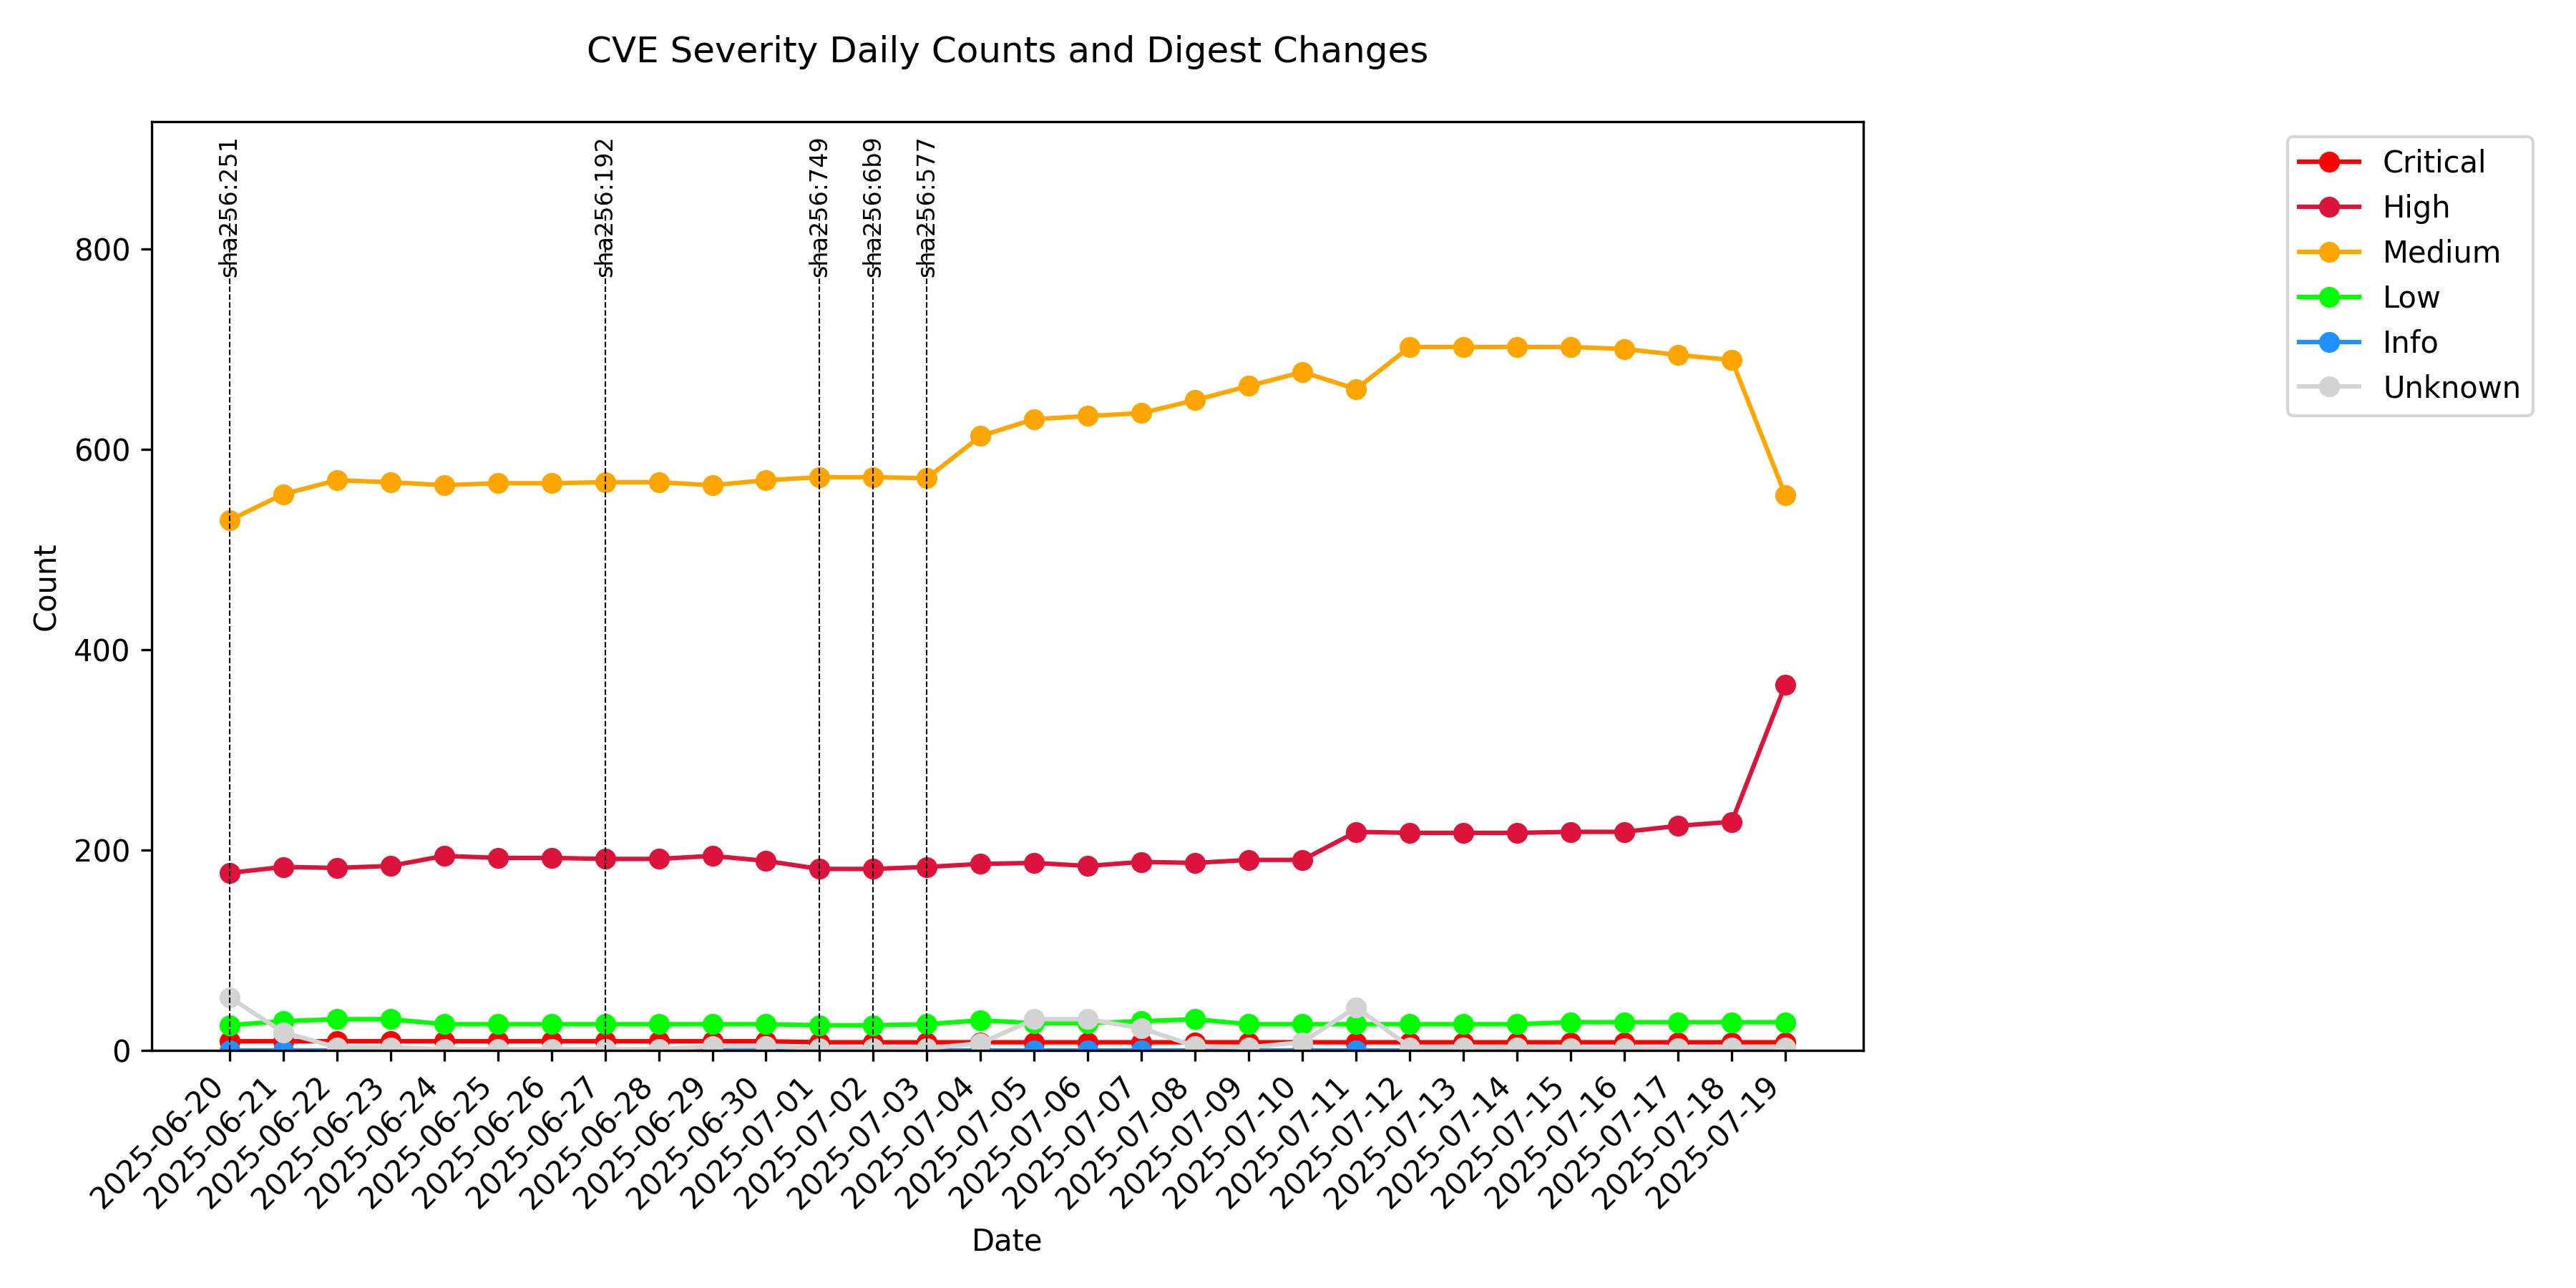 CVE Severity Daily Counts and Digest Changes
sha256:251
sha256:192
sha256:749
sha256:6b9
sha256:577
Critical
High
Medium
Low
Info
Unknown
Count
800
600
400
200
0
2025-06-20
2025-06-21
2025-06-22
2025-06-23
2025-06-24
2025-06-25
2025-06-26
2025-06-27
2025-06-28
2025-06-29
2025-06-30
2025-07-01
2025-07-02
2025-07-03
2025-07-04
2025-07-05
2025-07-06
2025-07-07
2025-07-08
2025-07-09
2025-07-10
2025-07-11
2025-07-12
2025-07-13
2025-07-14
2025-07-15
2025-07-16
2025-07-17
2025-07-18
2025-07-19
Date